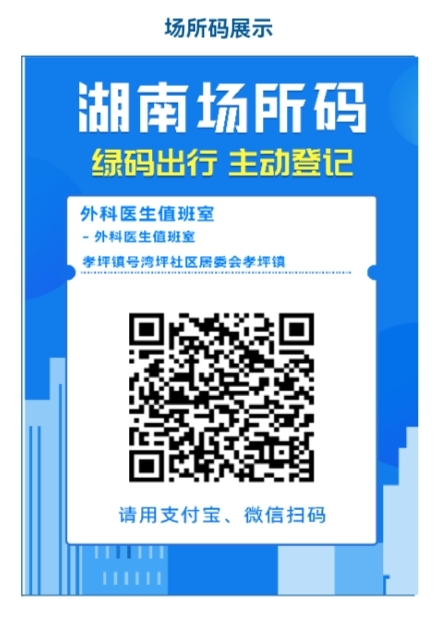 场所码展示
湖南场所码
绿码出行 主动登记
外科医生值班室
- 外科医生值班室
孝坪镇号湾坪社区居委会孝坪镇
请用支付宝、微信扫码